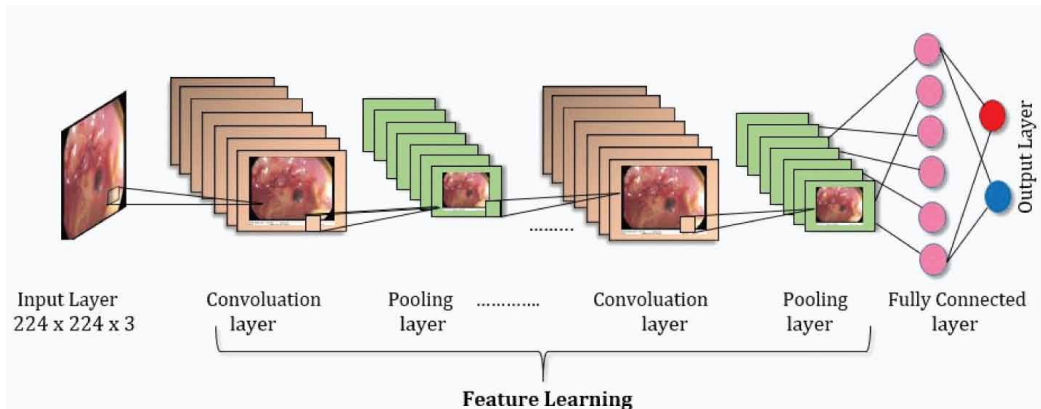 Output Layer
.........
Input Layer
224 x 224 x 3
Convoluation
layer
Pooling
layer
.............
Convoluation
layer
Pooling
layer
Fully Connected
layer
Feature Learning